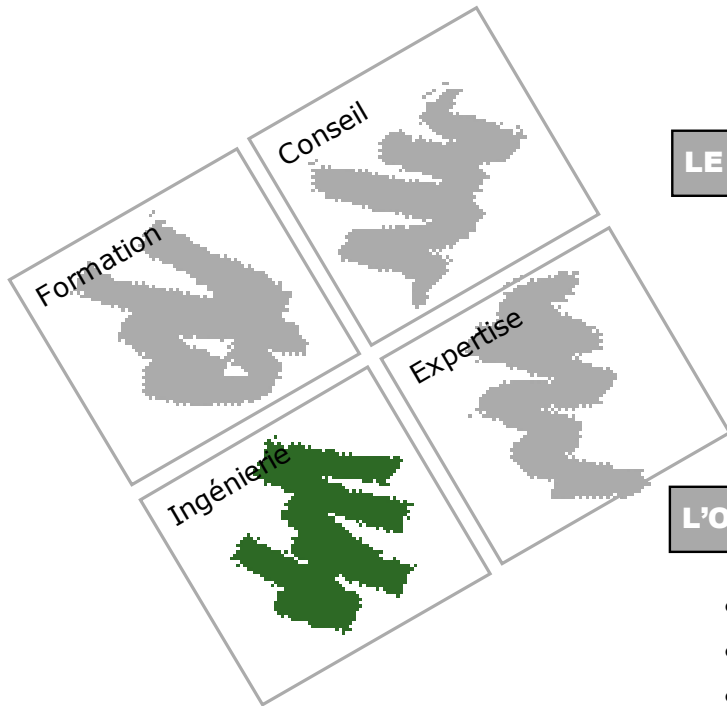 Conseil
LE
Formation
Expertise
Ingénierie
L'O